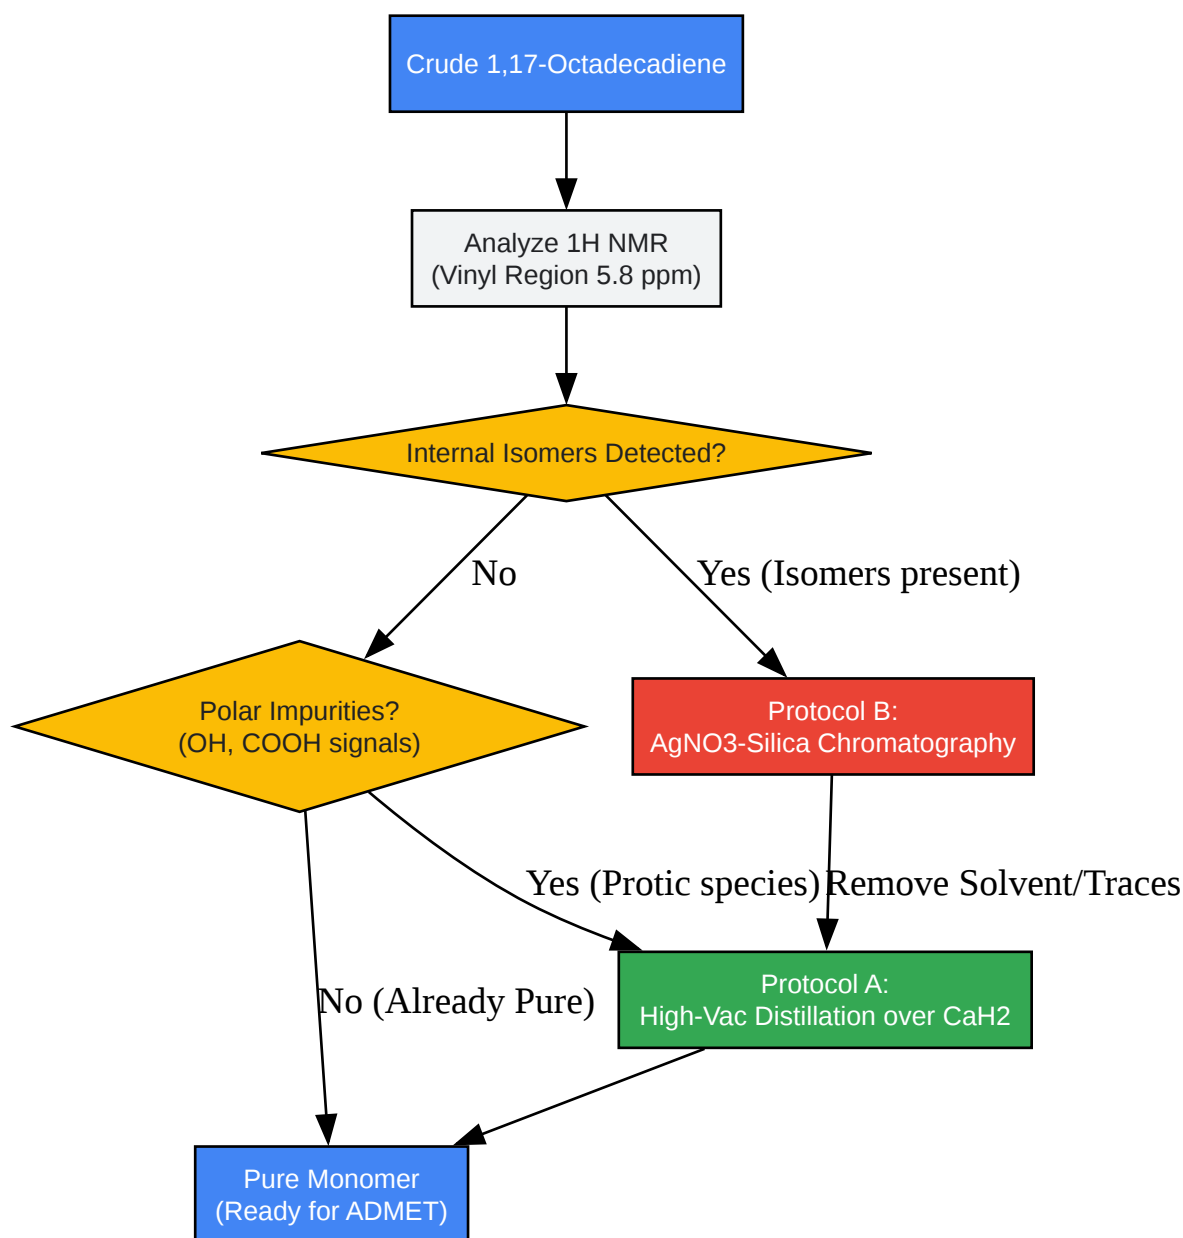 Crude 1,17-Octadecadiene
Analyze 1H NMR
(Vinyl Region 5.8 ppm)
Internal Isomers Detected?
No
Yes (Isomers present)
Polar Impurities?
(OH, COOH signals)
Protocol B:
AgNO3-Silica Chromatography
Yes (Protic species)
Remove Solvent/Traces
Protocol A:
High-Vac Distillation over CaH2
No (Already Pure)
Pure Monomer
(Ready for ADMET)